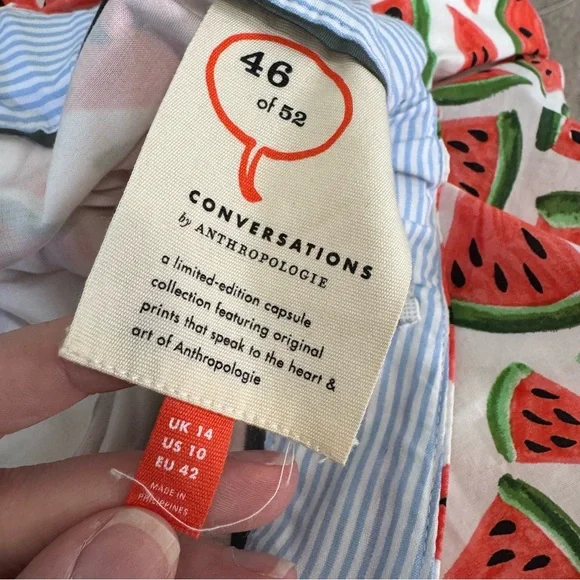 46
of 52
CONVERSATIONS
by ANTHROPOLOGIE
a limited-edition capsule
collection featuring original
prints that speak to the heart &
art of Anthropologie
UK 14
US 10
EU 42
MADE IN
PHILIPPINES